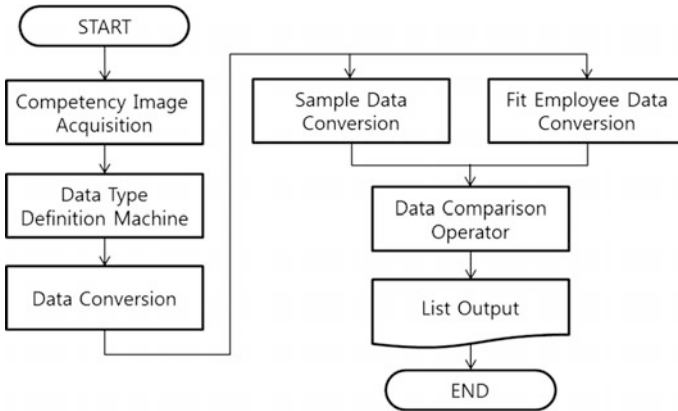 START
Competency Image
Acquisition
Data Type
Definition Machine
Data Conversion
Sample Data
Conversion
Fit Employee Data
Conversion
Data Comparison
Operator
List Output
END